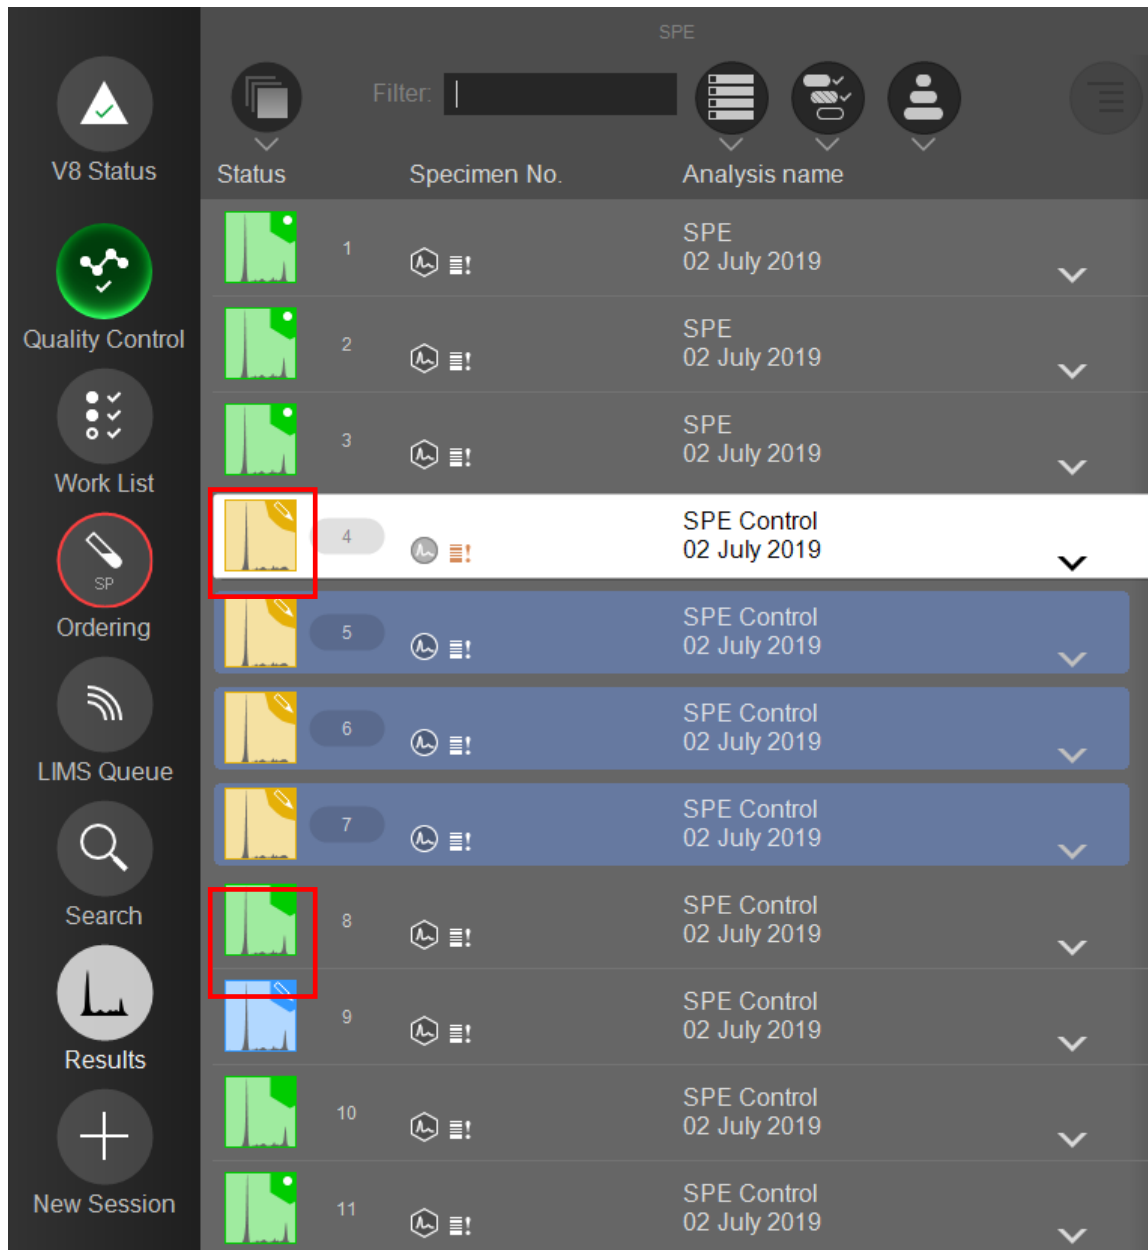 SPE
Filter:
V8 Status
Status Specimen No. Analysis name
1 SPE
02 July 2019
Quality Control
2 SPE
02 July 2019
3 SPE
02 July 2019
Work List
4 SPE Control
02 July 2019
SP
Ordering
5 SPE Control
02 July 2019
6 SPE Control
02 July 2019
LIMS Queue
7 SPE Control
02 July 2019
Search
8 SPE Control
02 July 2019
9 SPE Control
02 July 2019
Results
10 SPE Control
02 July 2019
New Session
11 SPE Control
02 July 2019